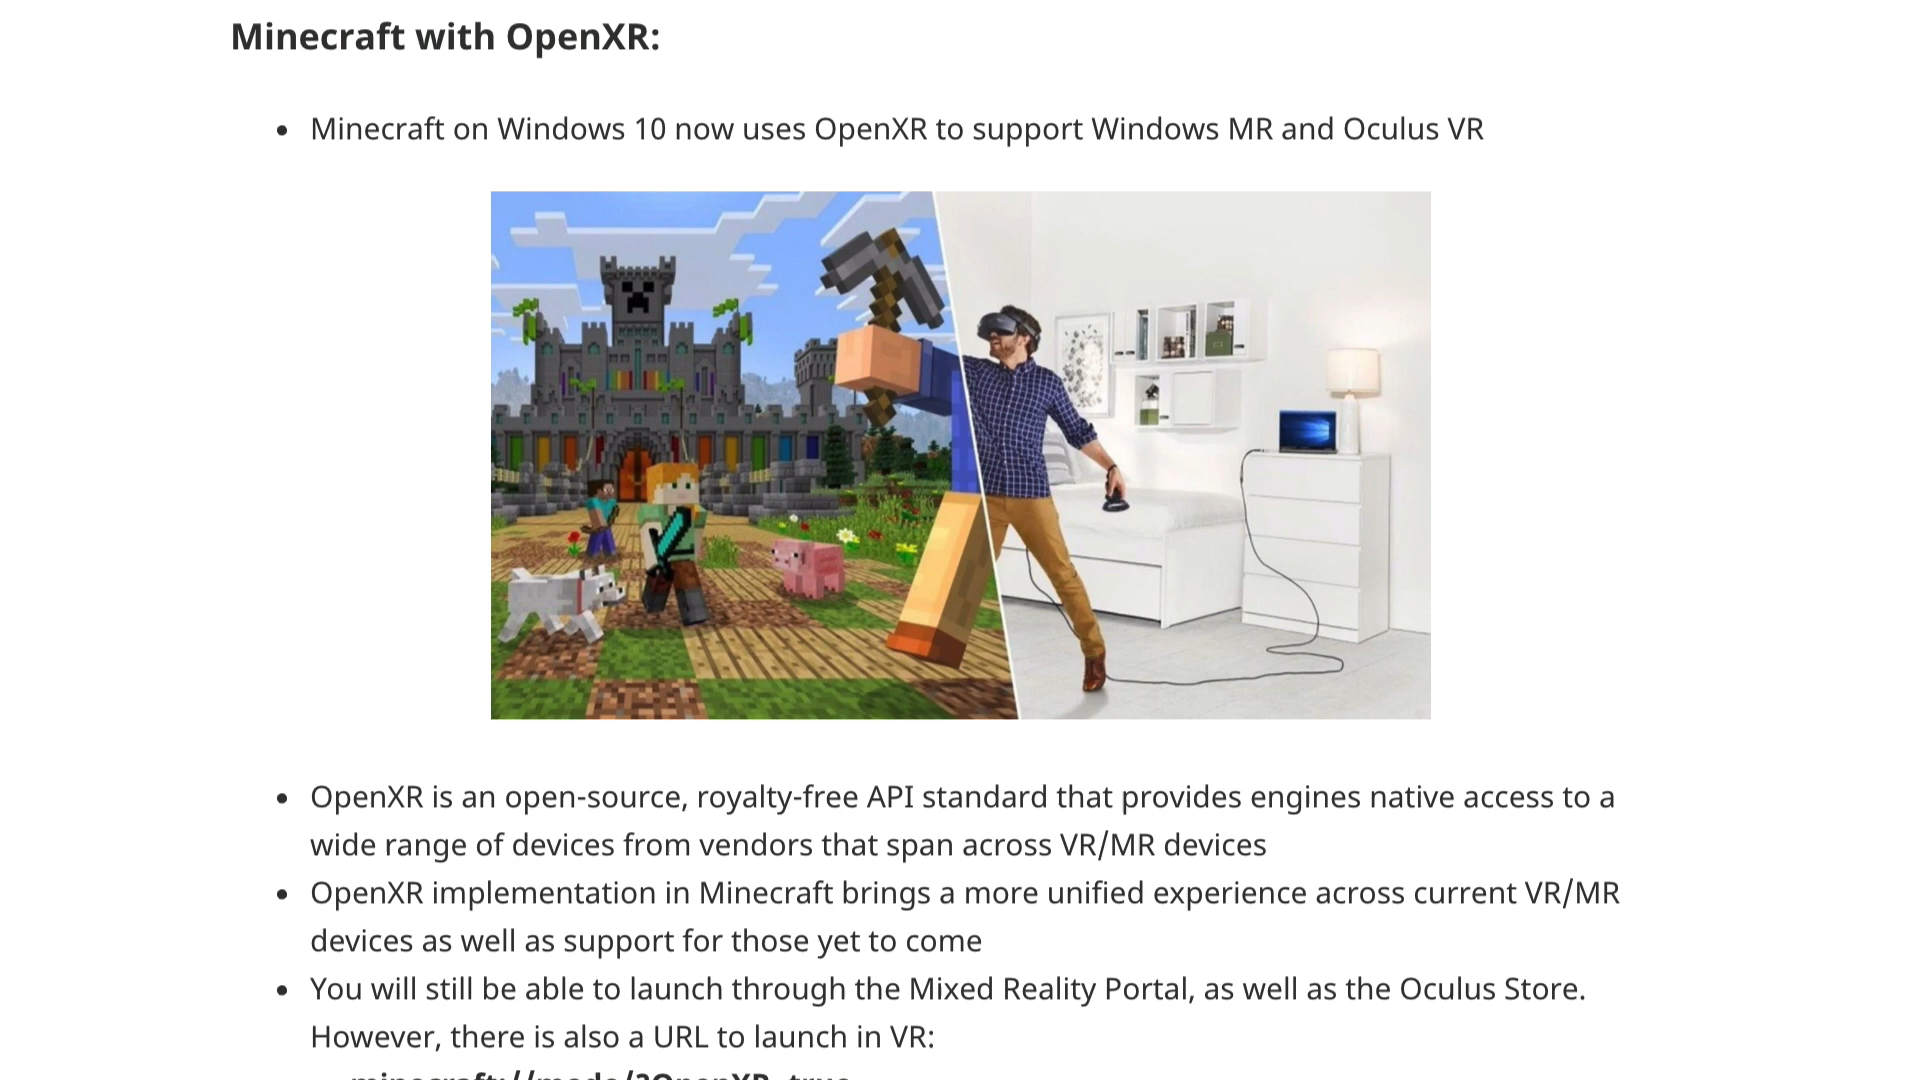 Minecraft with OpenXR:
Minecraft on Windows 10 now uses OpenXR to support Windows MR and Oculus VR
OpenXR is an open-source, royalty-free API standard that provides engines native access to a
wide range of devices from vendors that span across VR/MR devices
OpenXR implementation in Minecraft brings a more unified experience across current VR/MR
devices as well as support for those yet to come
You will still be able to launch through the Mixed Reality Portal, as well as the Oculus Store.
However, there is also a URL to launch in VR:
minecraft://mode/?OpenXR=true